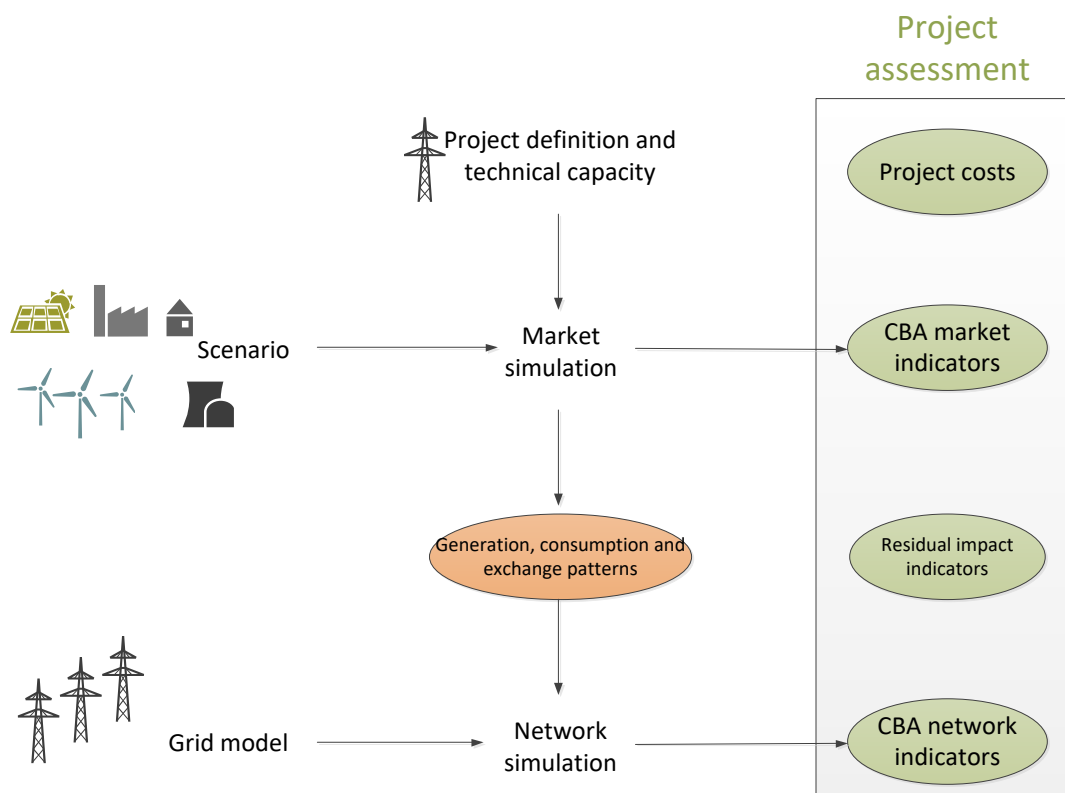 Project
assessment
Project definition and
technical capacity
Project costs
Scenario
Market
simulation
CBA market
indicators
Generation, consumption and
exchange patterns
Residual impact
indicators
Grid model
Network
simulation
CBA network
indicators